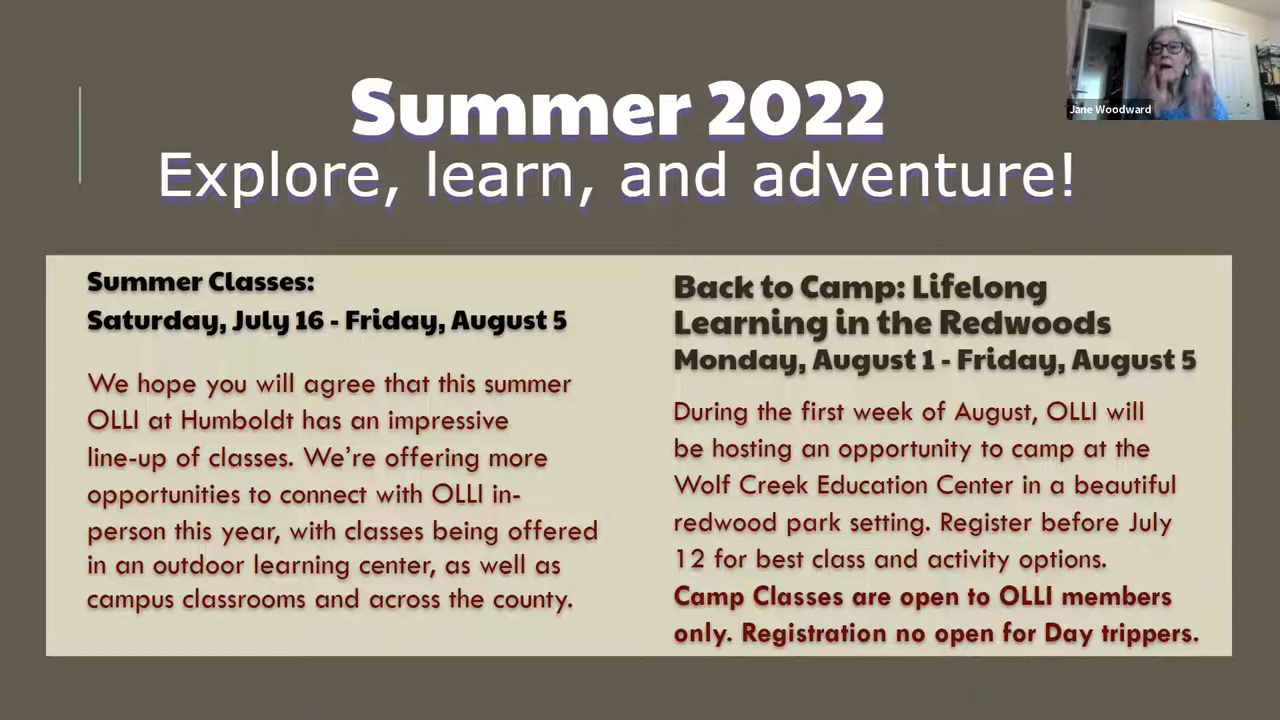 Jane Woodward
Summer 2022
Explore, learn, and adventure!
Summer Classes:
Saturday, July 16 - Friday, August 5
We hope you will agree that this summer
OLLI at Humboldt has an impressive
line-up of classes. We’re offering more
opportunities to connect with OLLI in-
person this year, with classes being offered
in an outdoor learning center, as well as
campus classrooms and across the county.
Back to Camp: Lifelong
Learning in the Redwoods
Monday, August 1 - Friday, August 5
During the first week of August, OLLI will
be hosting an opportunity to camp at the
Wolf Creek Education Center in a beautiful
redwood park setting. Register before July
12 for best class and activity options.
Camp Classes are open to OLLI members
only. Registration no open for Day trippers.